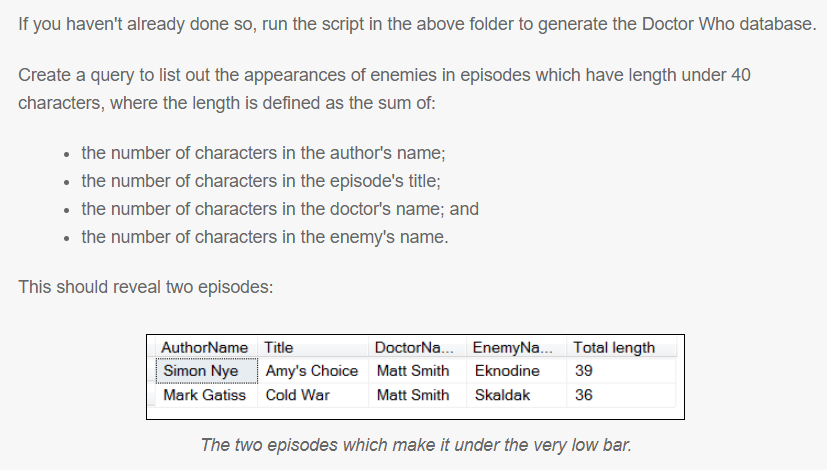 If you haven't already done so, run the script in the above folder to generate the Doctor Who database.
Create a query to list out the appearances of enemies in episodes which have length under 40
characters, where the length is defined as the sum of:
• the number of characters in the author's name;
• the number of characters in the episode's title;
• the number of characters in the doctor's name; and
• the number of characters in the enemy's name.
This should reveal two episodes:
AuthorName Title DoctorNa... EnemyNa... Total length
Simon Nye Amy's Choice Matt Smith Eknodine 39
Mark Gatiss Cold War Matt Smith Skaldak 36
The two episodes which make it under the very low bar.